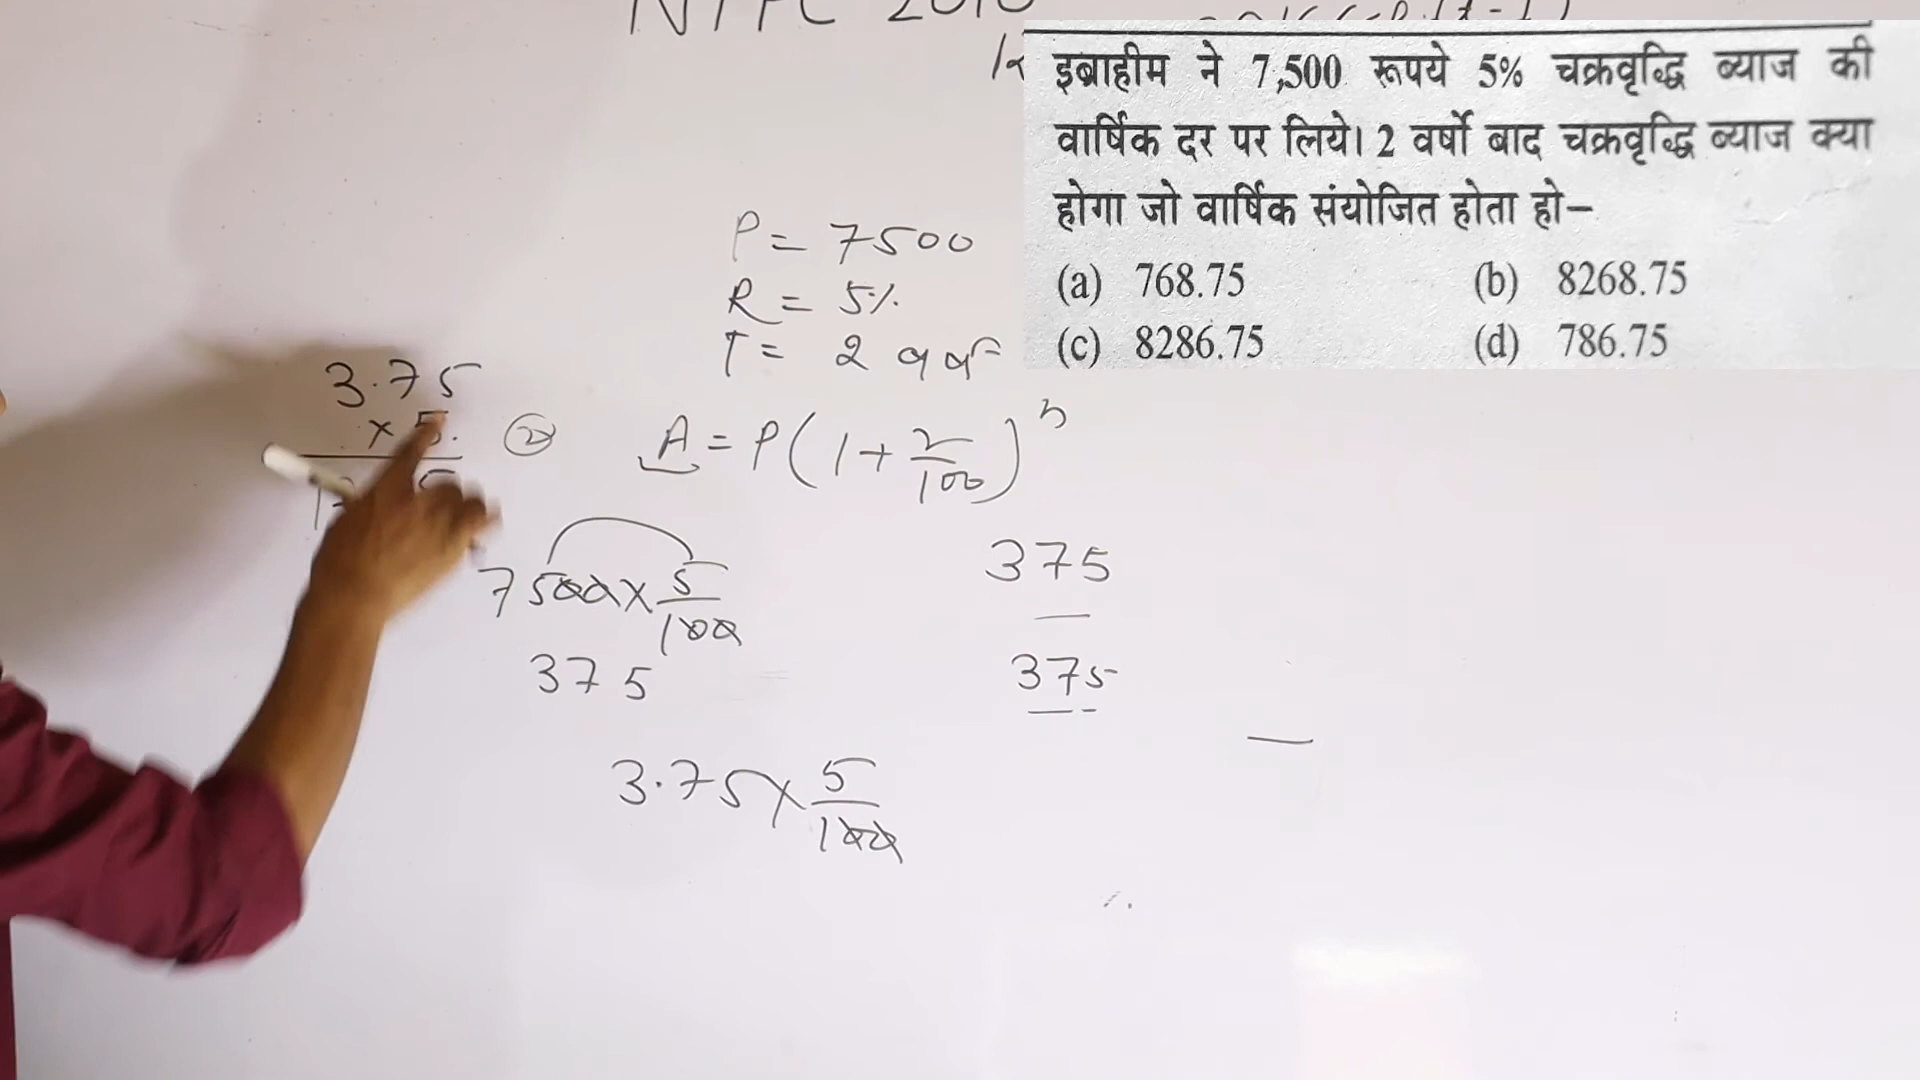 NTPC 2016
इब्राहीम ने 7,500 रूपये 5% चक्रवृद्धि ब्याज की
वार्षिक दर पर लिये। 2 वर्षो बाद चक्रवृद्धि ब्याज क्या
होगा जो वार्षिक संयोजित होता हो–
(a) 768.75 (b) 8268.75
(c) 8286.75 (d) 786.75
P = 7500
R = 5%
T = 2 वर्ष
3.75
× 5
② A = P(1 + r/100)^n
7500 × 5/100
375
375
375
3.75 × 5/100